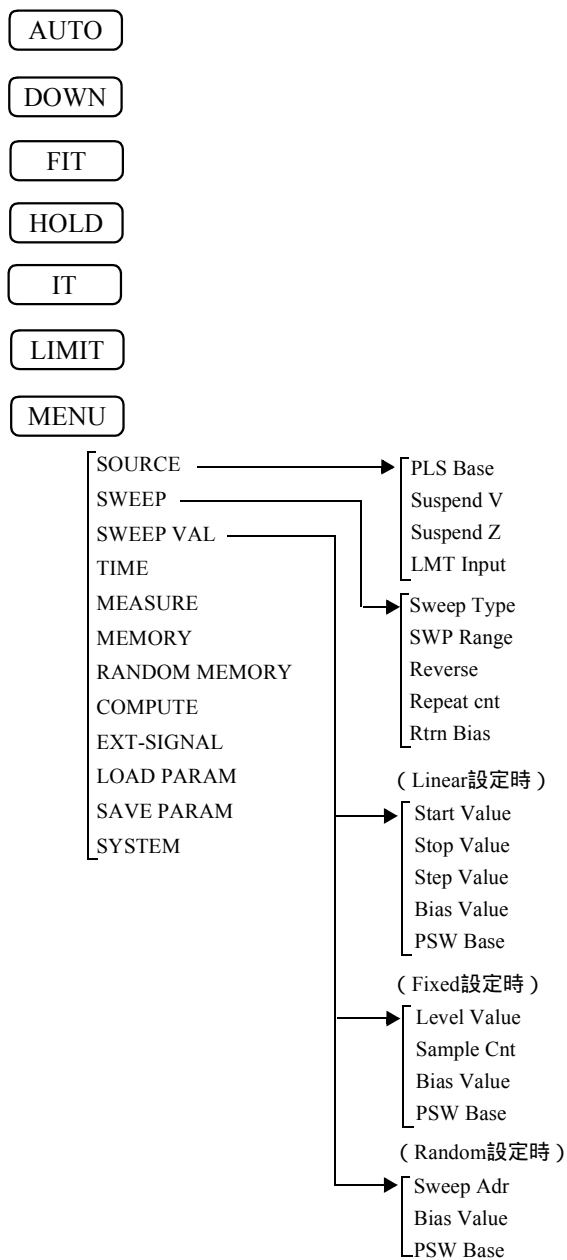 AUTO
DOWN
FIT
HOLD
IT
LIMIT
MENU
SOURCE
SWEEP
SWEEP VAL
TIME
MEASURE
MEMORY
RANDOM MEMORY
COMPUTE
EXT-SIGNAL
LOAD PARAM
SAVE PARAM
SYSTEM
PLS Base
Suspend V
Suspend Z
LMT Input
Sweep Type
SWP Range
Reverse
Repeat cnt
Rtrn Bias
（Linear設定時）
Start Value
Stop Value
Step Value
Bias Value
PSW Base
（Fixed設定時）
Level Value
Sample Cnt
Bias Value
PSW Base
（Random設定時）
Sweep Adr
Bias Value
PSW Base